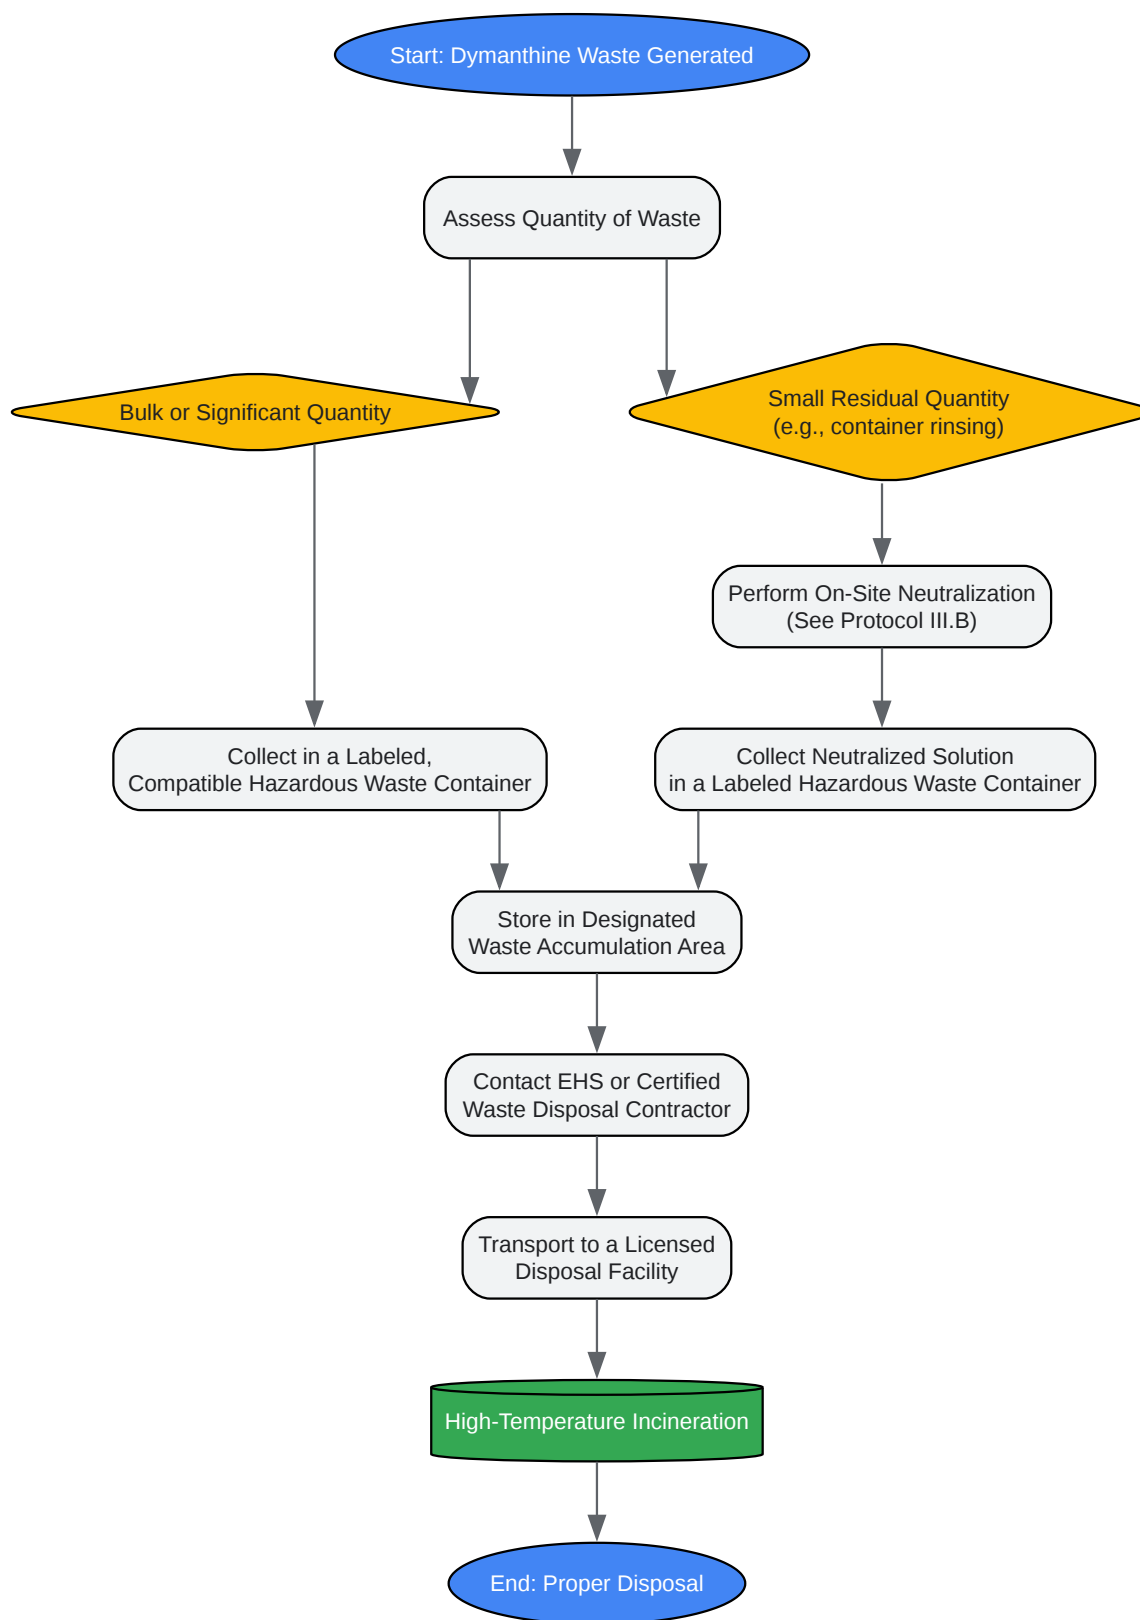 Start: Dymanthine Waste Generated
Assess Quantity of Waste
Bulk or Significant Quantity
Small Residual Quantity
(e.g., container rinsing)
Perform On-Site Neutralization
(See Protocol III.B)
Collect in a Labeled,
Compatible Hazardous Waste Container
Collect Neutralized Solution
in a Labeled Hazardous Waste Container
Store in Designated
Waste Accumulation Area
Contact EHS or Certified
Waste Disposal Contractor
Transport to a Licensed
Disposal Facility
High-Temperature Incineration
End: Proper Disposal